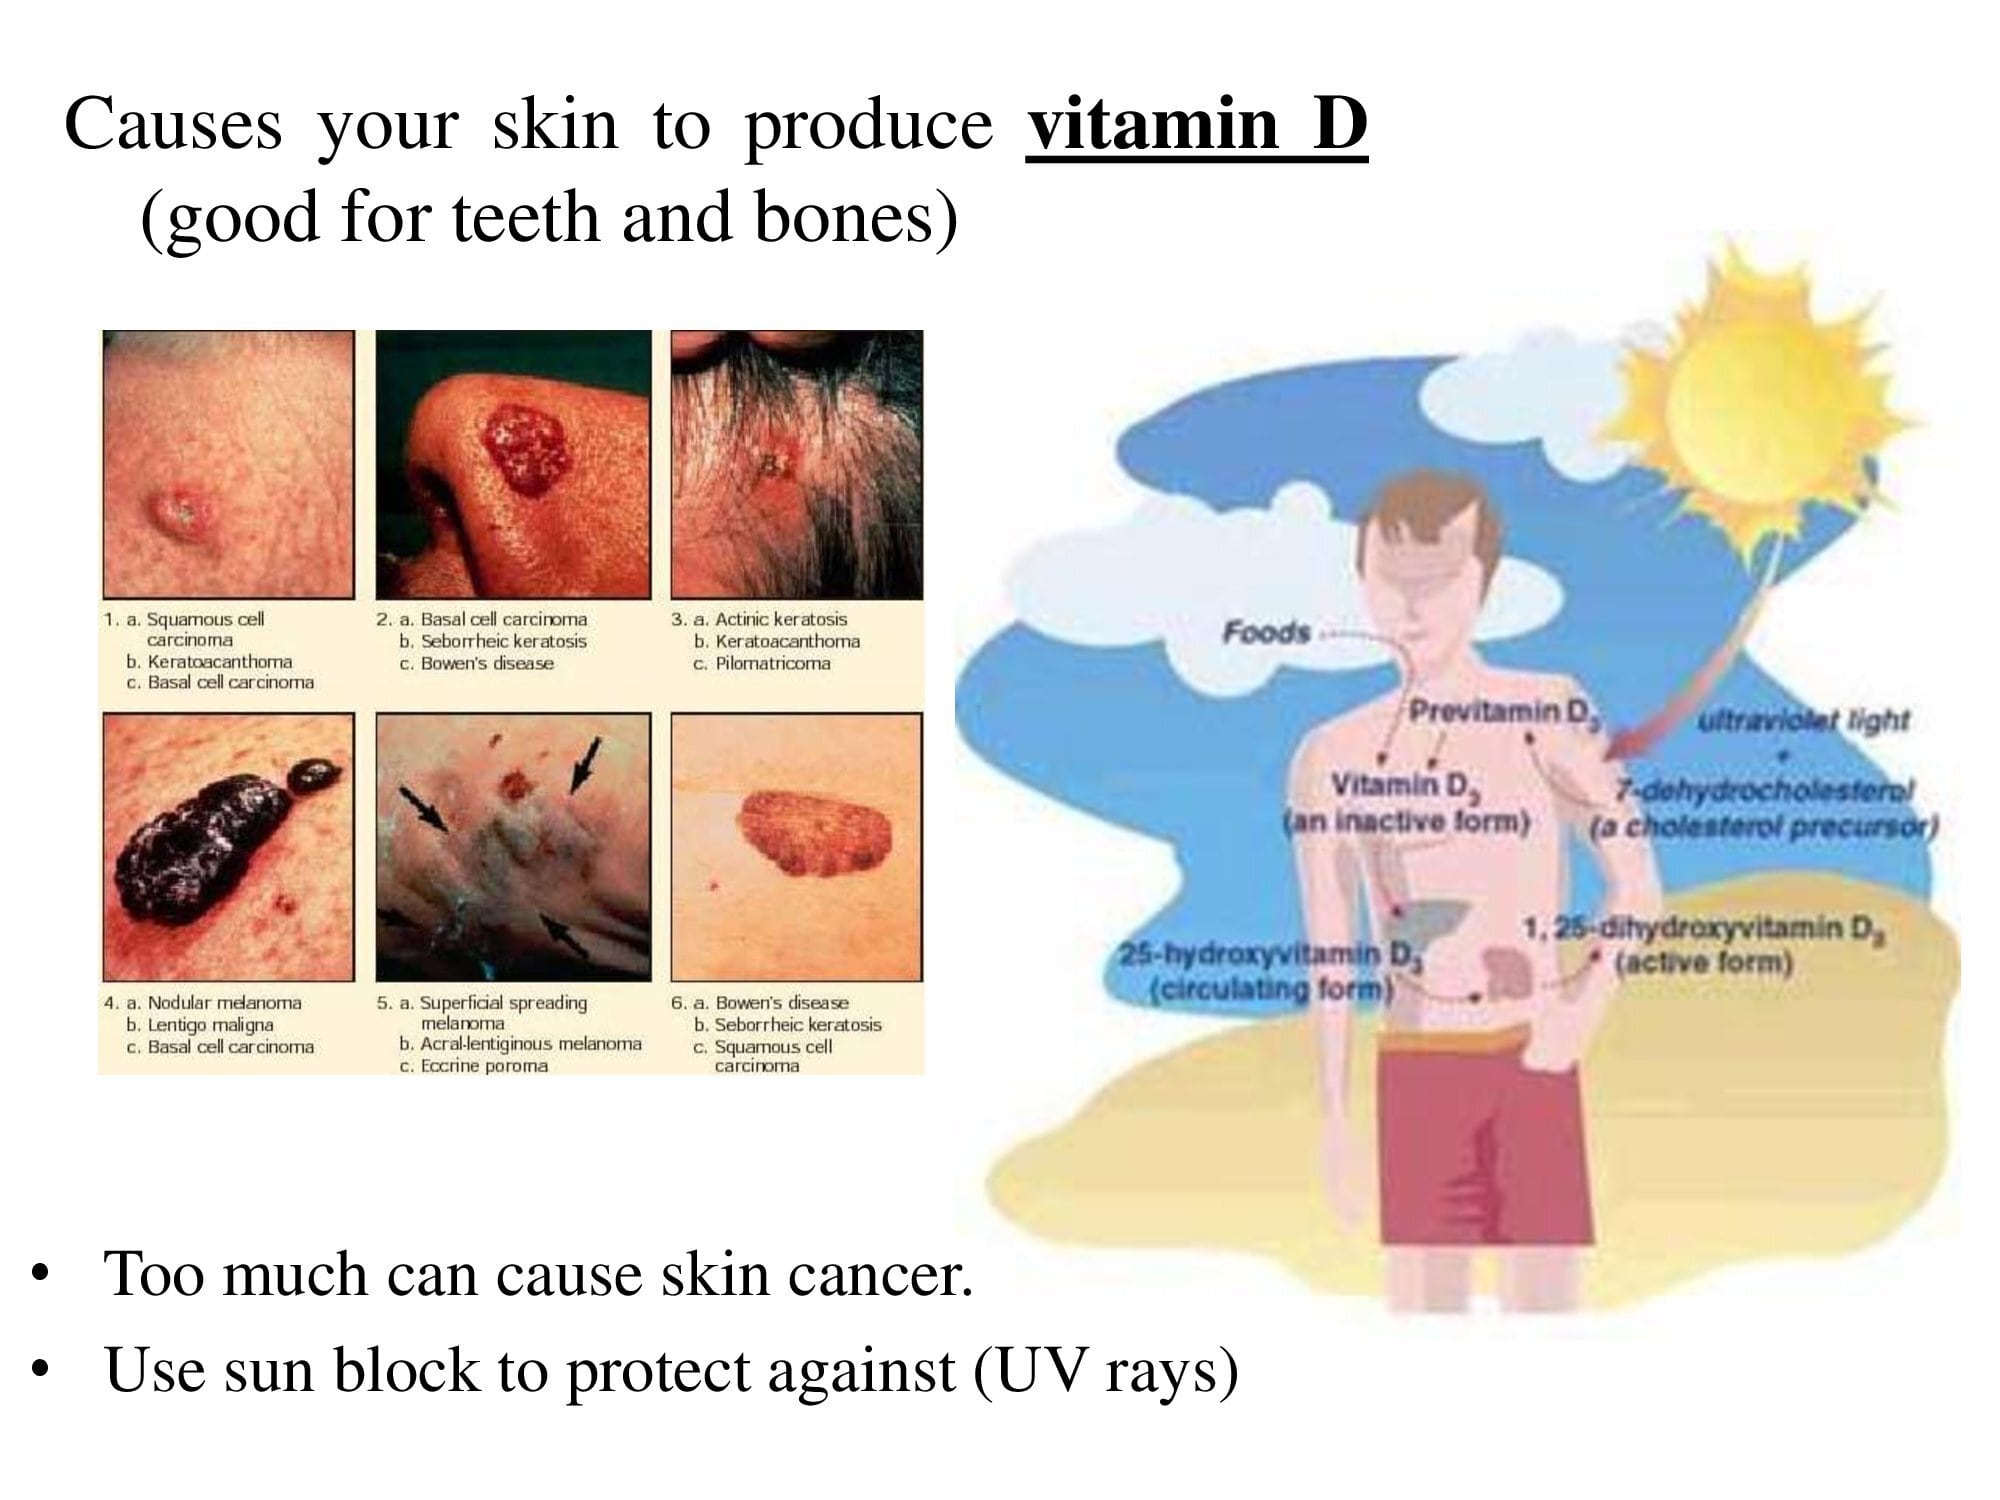 Causes your skin to produce vitamin D
(good for teeth and bones)
1. a. Squamous cell
carcinoma
b. Keratoacanthoma
c. Basal cell carcinoma
2. a. Basal cell carcinoma
b. Seborrheic keratosis
c. Bowen's disease
3. a. Actinic keratosis
b. Keratoacanthoma
c. Pilomatricoma
4. a. Nodular melanoma
b. Lentigo maligna
c. Basal cell carcinoma
5. a. Superficial spreading
melanoma
b. Acral-lentiginous melanoma
c. Eccrine poroma
6. a. Bowen's disease
b. Seborrheic keratosis
c. Squamous cell
carcinoma
Foods
Previtamin D₃
ultraviolet light
+
7-dehydrocholesterol
(a cholesterol precursor)
Vitamin D₃
(an inactive form)
25-hydroxyvitamin D₃
(circulating form)
1, 25-dihydroxyvitamin D₃
(active form)
• Too much can cause skin cancer.
• Use sun block to protect against (UV rays)